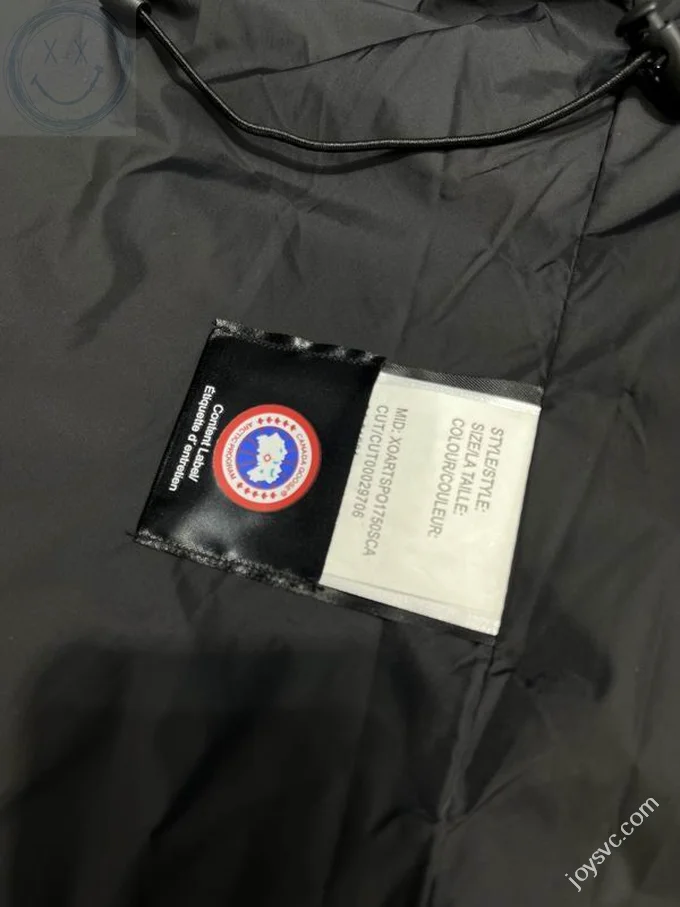 Content Label/
Étiquette d'entretien
CANADA GOOSE®
ARCTIC PROGRAM
STYLE/STYLE:
SIZE/LA TAILLE:
COLOUR/COULEUR:
MID: XOARTSPO1750SCA
CUT/CUT00029706
joysvc.com